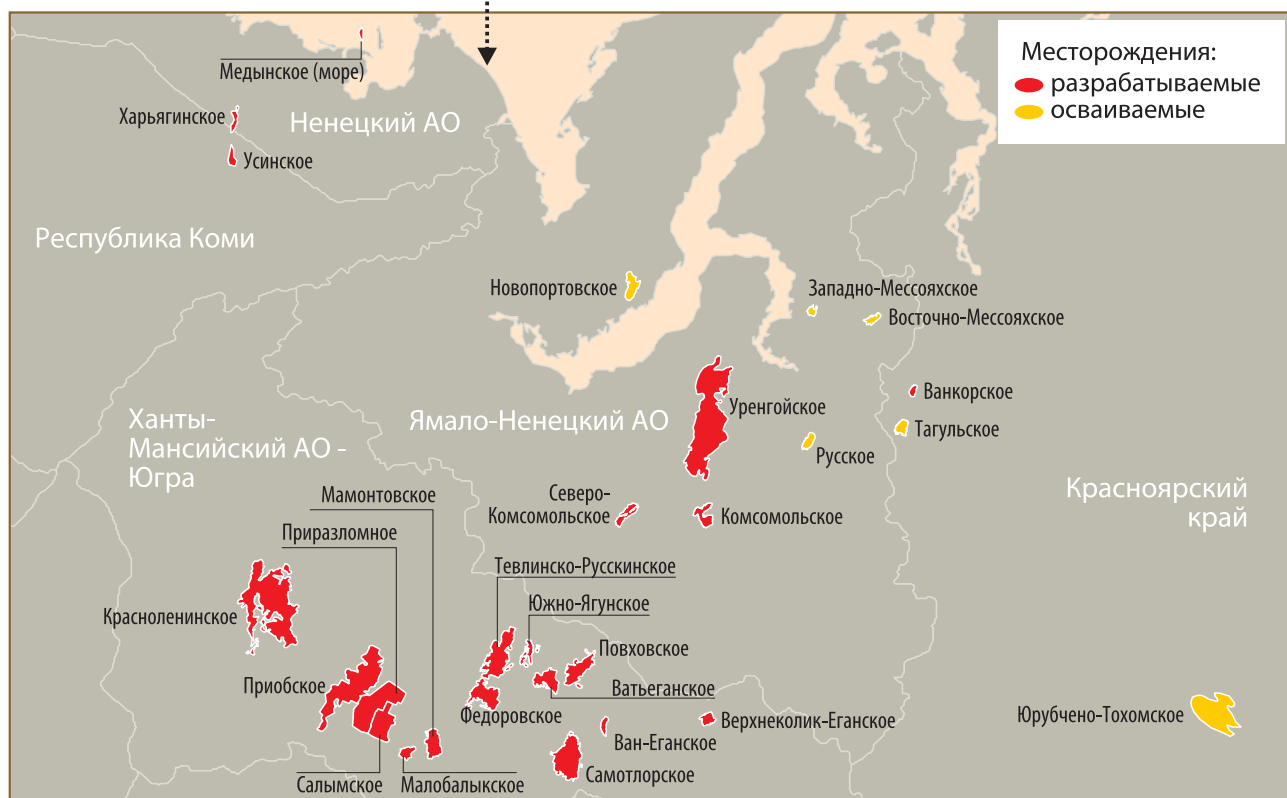 Месторождения:
разрабатываемые
осваиваемые
Медынское (море)
Харьягинское
Ненецкий АО
Усинское
Республика Коми
Новопортовское
Западно-Мессояхское
Восточно-Мессояхское
Ванкорское
Уренгойское
Тагульское
Русское
Ханты-
Мансийский АО -
Югра
Ямало-Ненецкий АО
Красноярский
край
Мамонтовское
Северо-
Комсомольское
Комсомольское
Приразломное
Тевлинско-Русскинское
Южно-Ягунское
Красноленинское
Повховское
Приобское
Ватьеганское
Федоровское
Верхнеколик-Еганское
Юрубчено-Тохомское
Ван-Еганское
Самотлорское
Салымское
Малобалыкское